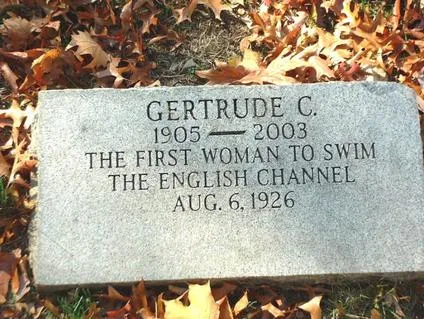 GERTRUDE C.
1905 — 2003
THE FIRST WOMAN TO SWIM
THE ENGLISH CHANNEL
AUG. 6, 1926